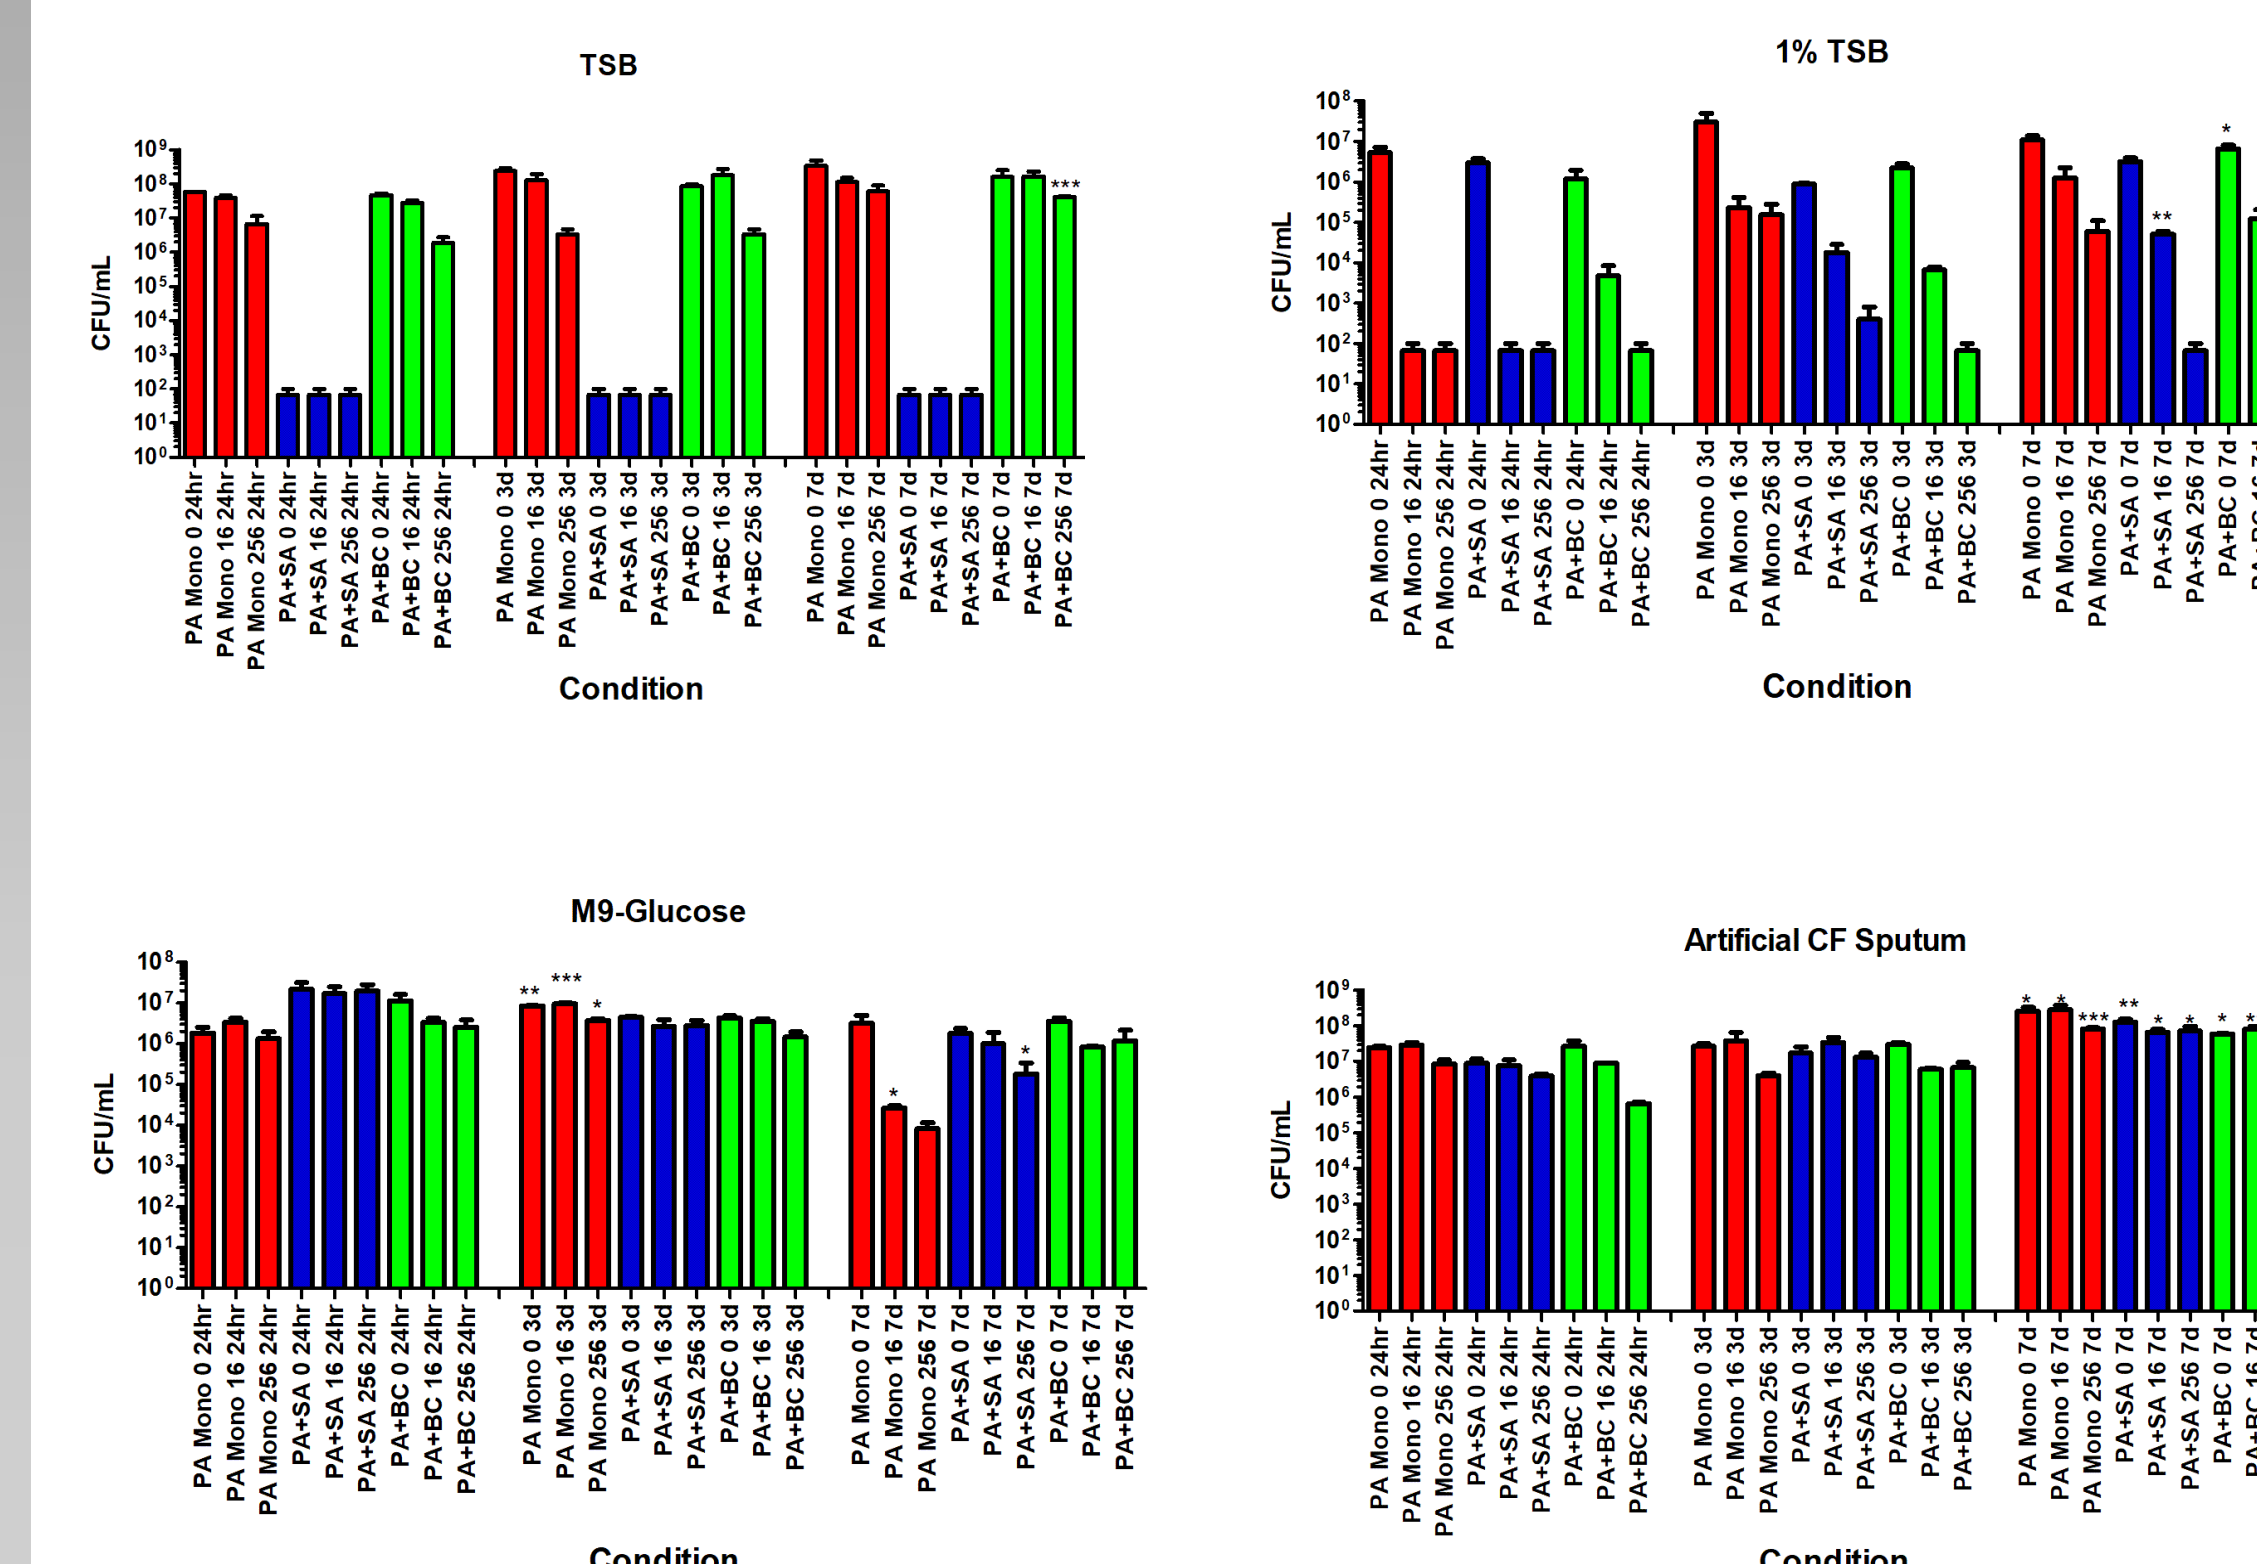 TSB
CFU/mL
10⁹
10⁸
10⁷
10⁶
10⁵
10⁴
10³
10²
10¹
10⁰
***
PA Mono 0 24hr
PA Mono 16 24hr
PA Mono 256 24hr
PA+SA 0 24hr
PA+SA 16 24hr
PA+SA 256 24hr
PA+BC 0 24hr
PA+BC 16 24hr
PA+BC 256 24hr
PA Mono 0 3d
PA Mono 16 3d
PA Mono 256 3d
PA+SA 0 3d
PA+SA 16 3d
PA+SA 256 3d
PA+BC 0 3d
PA+BC 16 3d
PA+BC 256 3d
PA Mono 0 7d
PA Mono 16 7d
PA Mono 256 7d
PA+SA 0 7d
PA+SA 16 7d
PA+SA 256 7d
PA+BC 0 7d
PA+BC 16 7d
PA+BC 256 7d
Condition
1% TSB
CFU/mL
10⁸
10⁷
10⁶
10⁵
10⁴
10³
10²
10¹
10⁰
**
*
PA Mono 0 24hr
PA Mono 16 24hr
PA Mono 256 24hr
PA+SA 0 24hr
PA+SA 16 24hr
PA+SA 256 24hr
PA+BC 0 24hr
PA+BC 16 24hr
PA+BC 256 24hr
PA Mono 0 3d
PA Mono 16 3d
PA Mono 256 3d
PA+SA 0 3d
PA+SA 16 3d
PA+SA 256 3d
PA+BC 0 3d
PA+BC 16 3d
PA+BC 256 3d
PA Mono 0 7d
PA Mono 16 7d
PA Mono 256 7d
PA+SA 0 7d
PA+SA 16 7d
PA+SA 256 7d
PA+BC 0 7d
Condition
M9-Glucose
CFU/mL
10⁸
10⁷
10⁶
10⁵
10⁴
10³
10²
10¹
10⁰
**
***
*
*
*
PA Mono 0 24hr
PA Mono 16 24hr
PA Mono 256 24hr
PA+SA 0 24hr
PA+SA 16 24hr
PA+SA 256 24hr
PA+BC 0 24hr
PA+BC 16 24hr
PA+BC 256 24hr
PA Mono 0 3d
PA Mono 16 3d
PA Mono 256 3d
PA+SA 0 3d
PA+SA 16 3d
PA+SA 256 3d
PA+BC 0 3d
PA+BC 16 3d
PA+BC 256 3d
PA Mono 0 7d
PA Mono 16 7d
PA Mono 256 7d
PA+SA 0 7d
PA+SA 16 7d
PA+SA 256 7d
PA+BC 0 7d
PA+BC 16 7d
PA+BC 256 7d
Condition
Artificial CF Sputum
CFU/mL
10⁹
10⁸
10⁷
10⁶
10⁵
10⁴
10³
10²
10¹
10⁰
*
*
***
**
*
*
*
PA Mono 0 24hr
PA Mono 16 24hr
PA Mono 256 24hr
PA+SA 0 24hr
PA+SA 16 24hr
PA+SA 256 24hr
PA+BC 0 24hr
PA+BC 16 24hr
PA+BC 256 24hr
PA Mono 0 3d
PA Mono 16 3d
PA Mono 256 3d
PA+SA 0 3d
PA+SA 16 3d
PA+SA 256 3d
PA+BC 0 3d
PA+BC 16 3d
PA+BC 256 3d
PA Mono 0 7d
PA Mono 16 7d
PA Mono 256 7d
PA+SA 0 7d
PA+SA 16 7d
PA+SA 256 7d
PA+BC 0 7d
PA+BC 16 7d
Condition